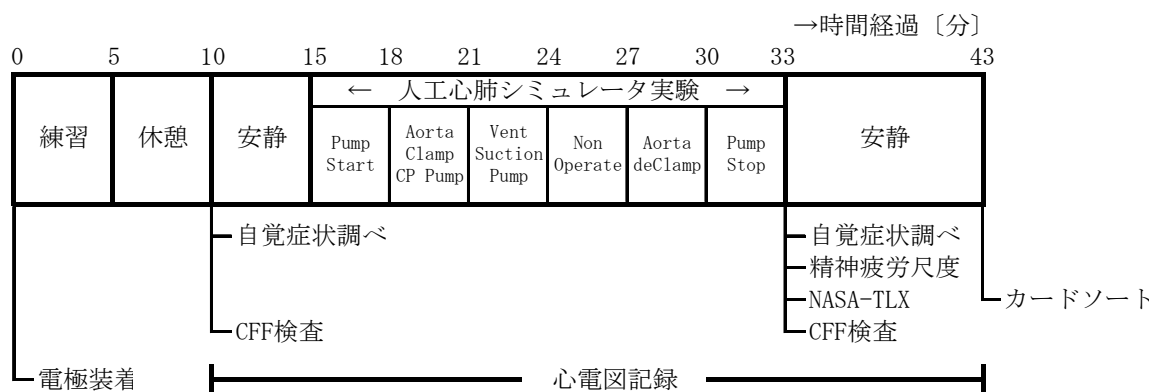 →時間経過〔分〕
0 5 10 15 18 21 24 27 30 33 43
← 人工心肺シミュレータ実験 →
練習
休憩
安静
Pump
Start
Aorta
Clamp
CP Pump
Vent
Suction
Pump
Non
Operate
Aorta
deClamp
Pump
Stop
安静
自覚症状調べ
CFF検査
自覚症状調べ
精神疲労尺度
NASA-TLX
CFF検査
カードソート
電極装着
心電図記録